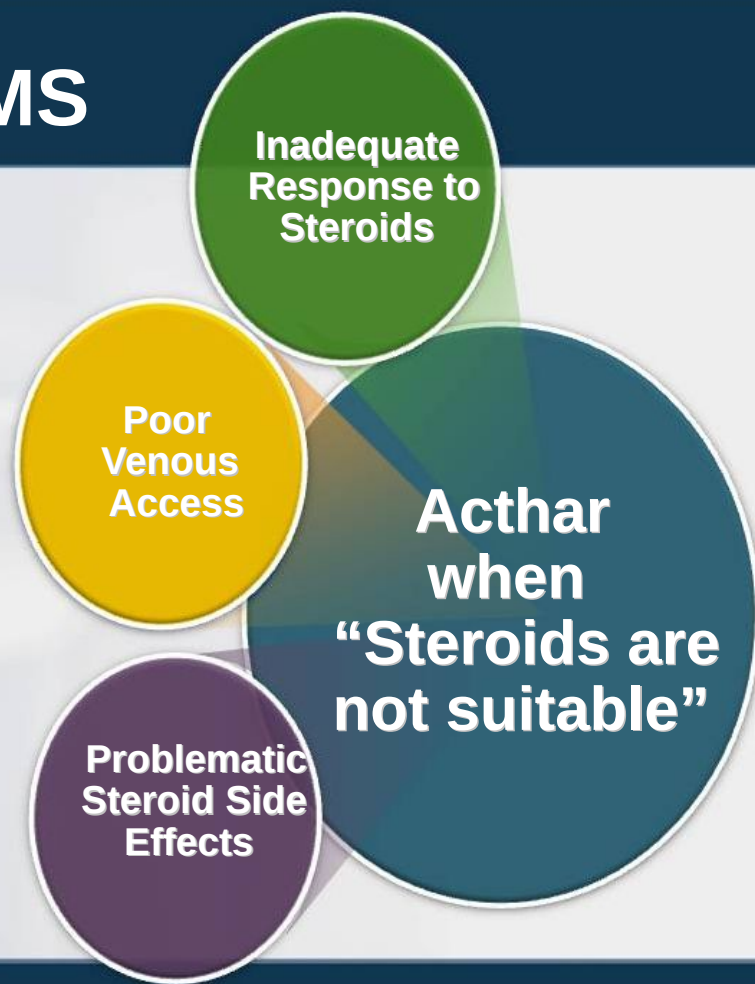 MS
Inadequate
Response to
Steroids
Poor
Venous
Access
Acthar
when
“Steroids are
not suitable”
Problematic
Steroid Side
Effects